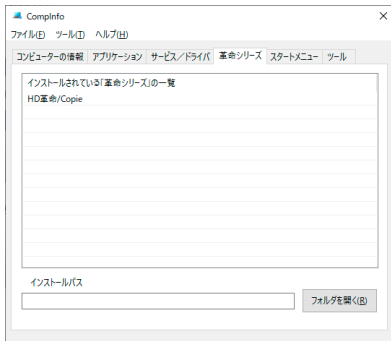 CompInfo
ファイル(F) ツール(T) ヘルプ(H)
コンピューターの情報 アプリケーション サービス／ドライバ 革命シリーズ スタートメニュー ツール
インストールされている「革命シリーズ」の一覧
HD革命/Copie
インストールパス
フォルダを開く(R)